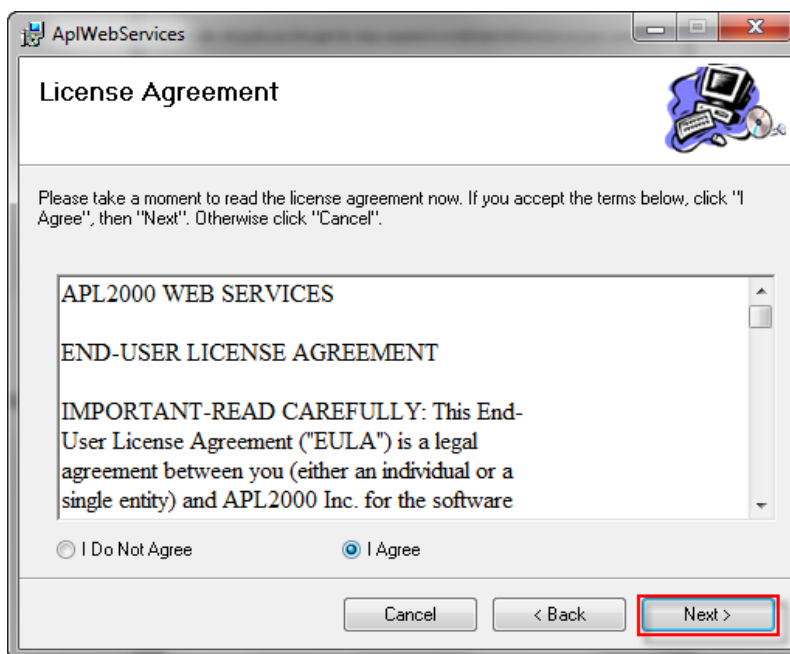 AplWebServices
License Agreement
Please take a moment to read the license agreement now. If you accept the terms below, click "I
Agree", then "Next". Otherwise click "Cancel".
APL2000 WEB SERVICES
END-USER LICENSE AGREEMENT
IMPORTANT-READ CAREFULLY: This End-
User License Agreement ("EULA") is a legal
agreement between you (either an individual or a
single entity) and APL2000 Inc. for the software
I Do Not Agree
I Agree
Cancel
< Back
Next >